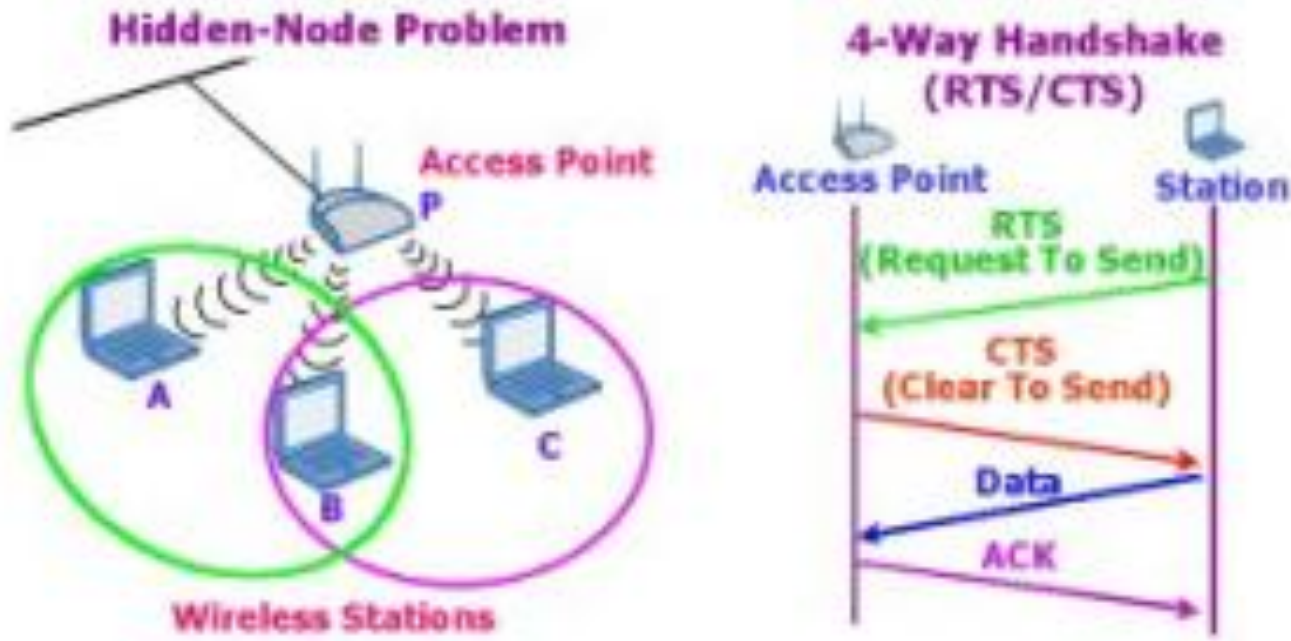 Hidden-Node Problem
Access Point
P
A
B
C
Wireless Stations
4-Way Handshake
(RTS/CTS)
Access Point
Station
RTS
(Request To Send)
CTS
(Clear To Send)
Data
ACK